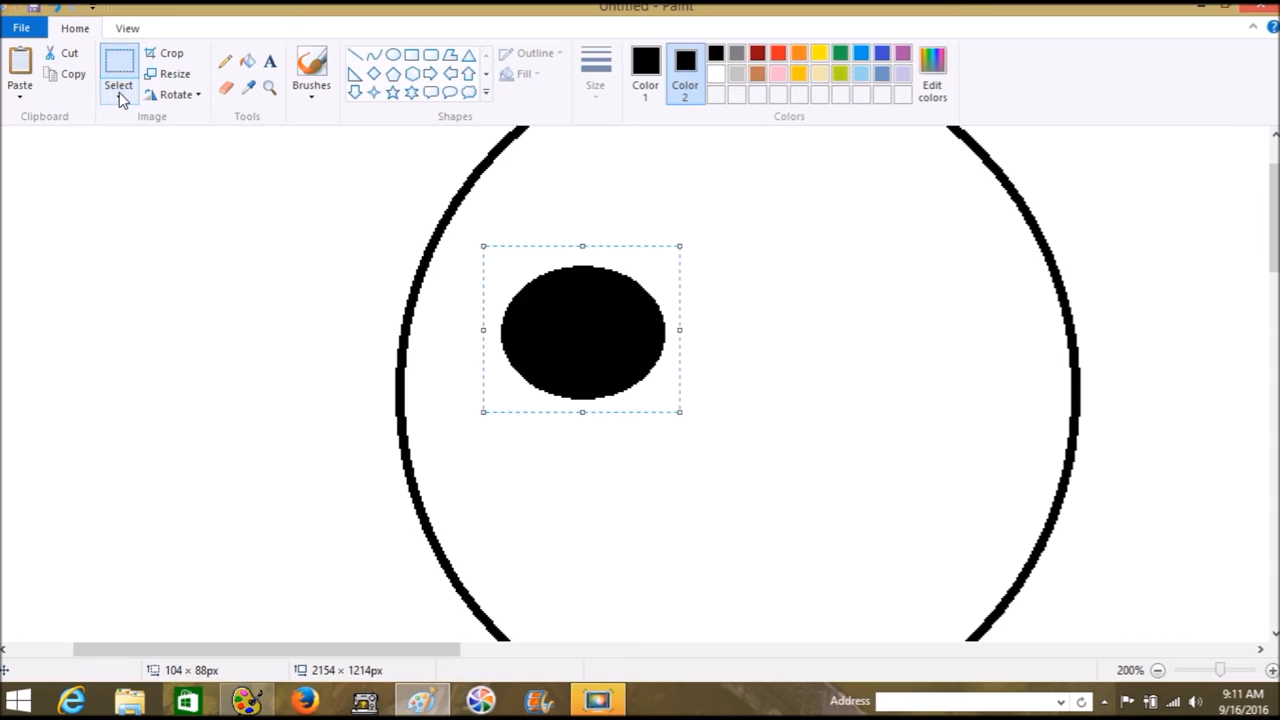 Untitled - Paint
File Home View
Paste
Cut
Copy
Clipboard
Select
Crop
Resize
Rotate
Image
A
Tools
Brushes
Shapes
Outline
Fill
Size
Color 1
Color 2
Colors
Edit colors
104 × 88px
2154 × 1214px
200%
Address
9:11 AM
9/16/2016